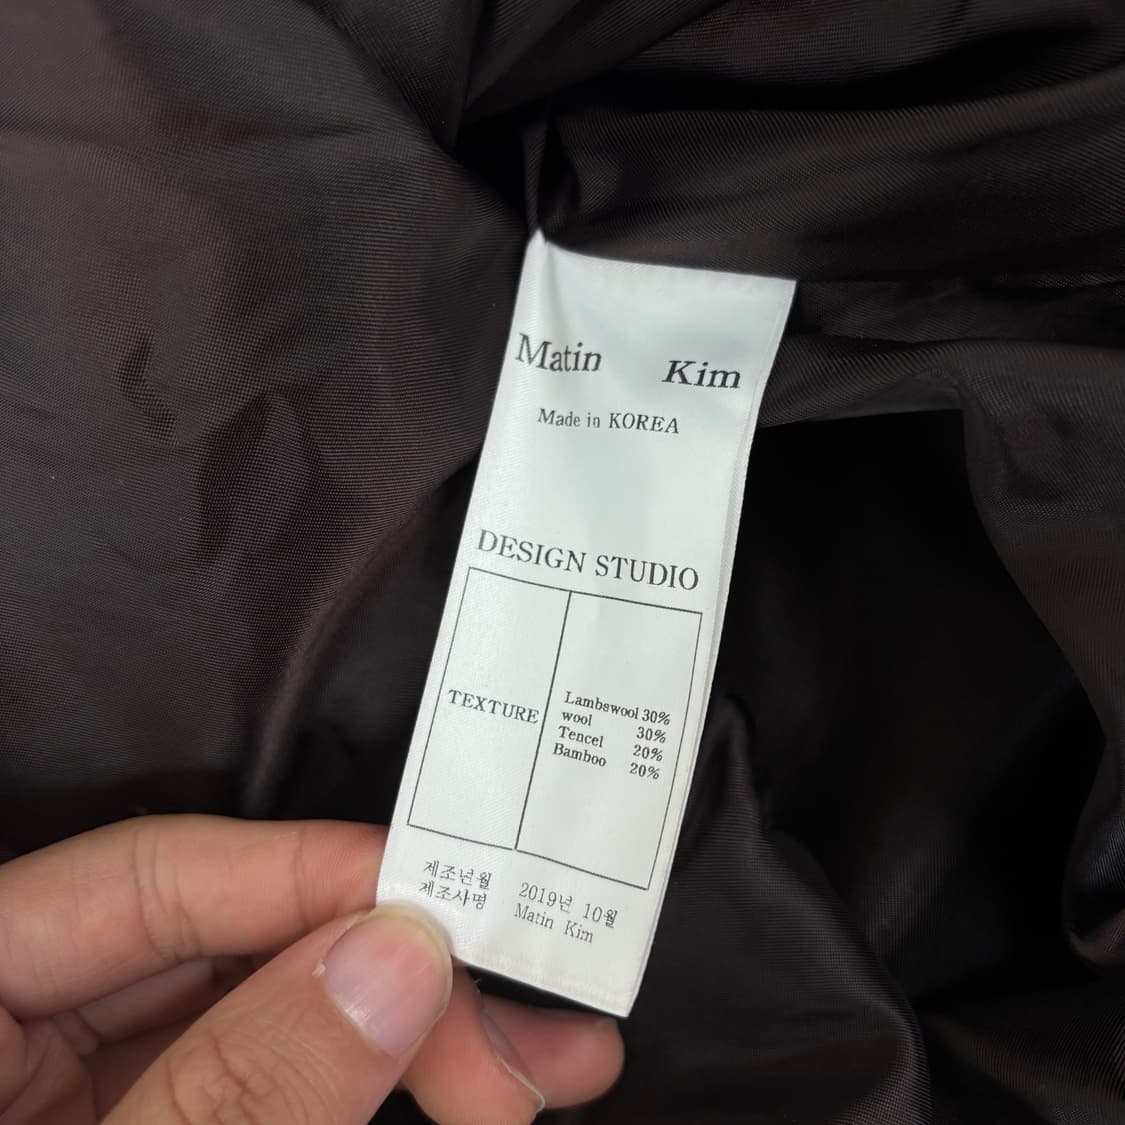 Matin Kim
Made in KOREA
DESIGN STUDIO
TEXTURE
Lambswool 30%
wool 30%
Tencel 20%
Bamboo 20%
제조년월 2019년 10월
제조사명 Matin Kim